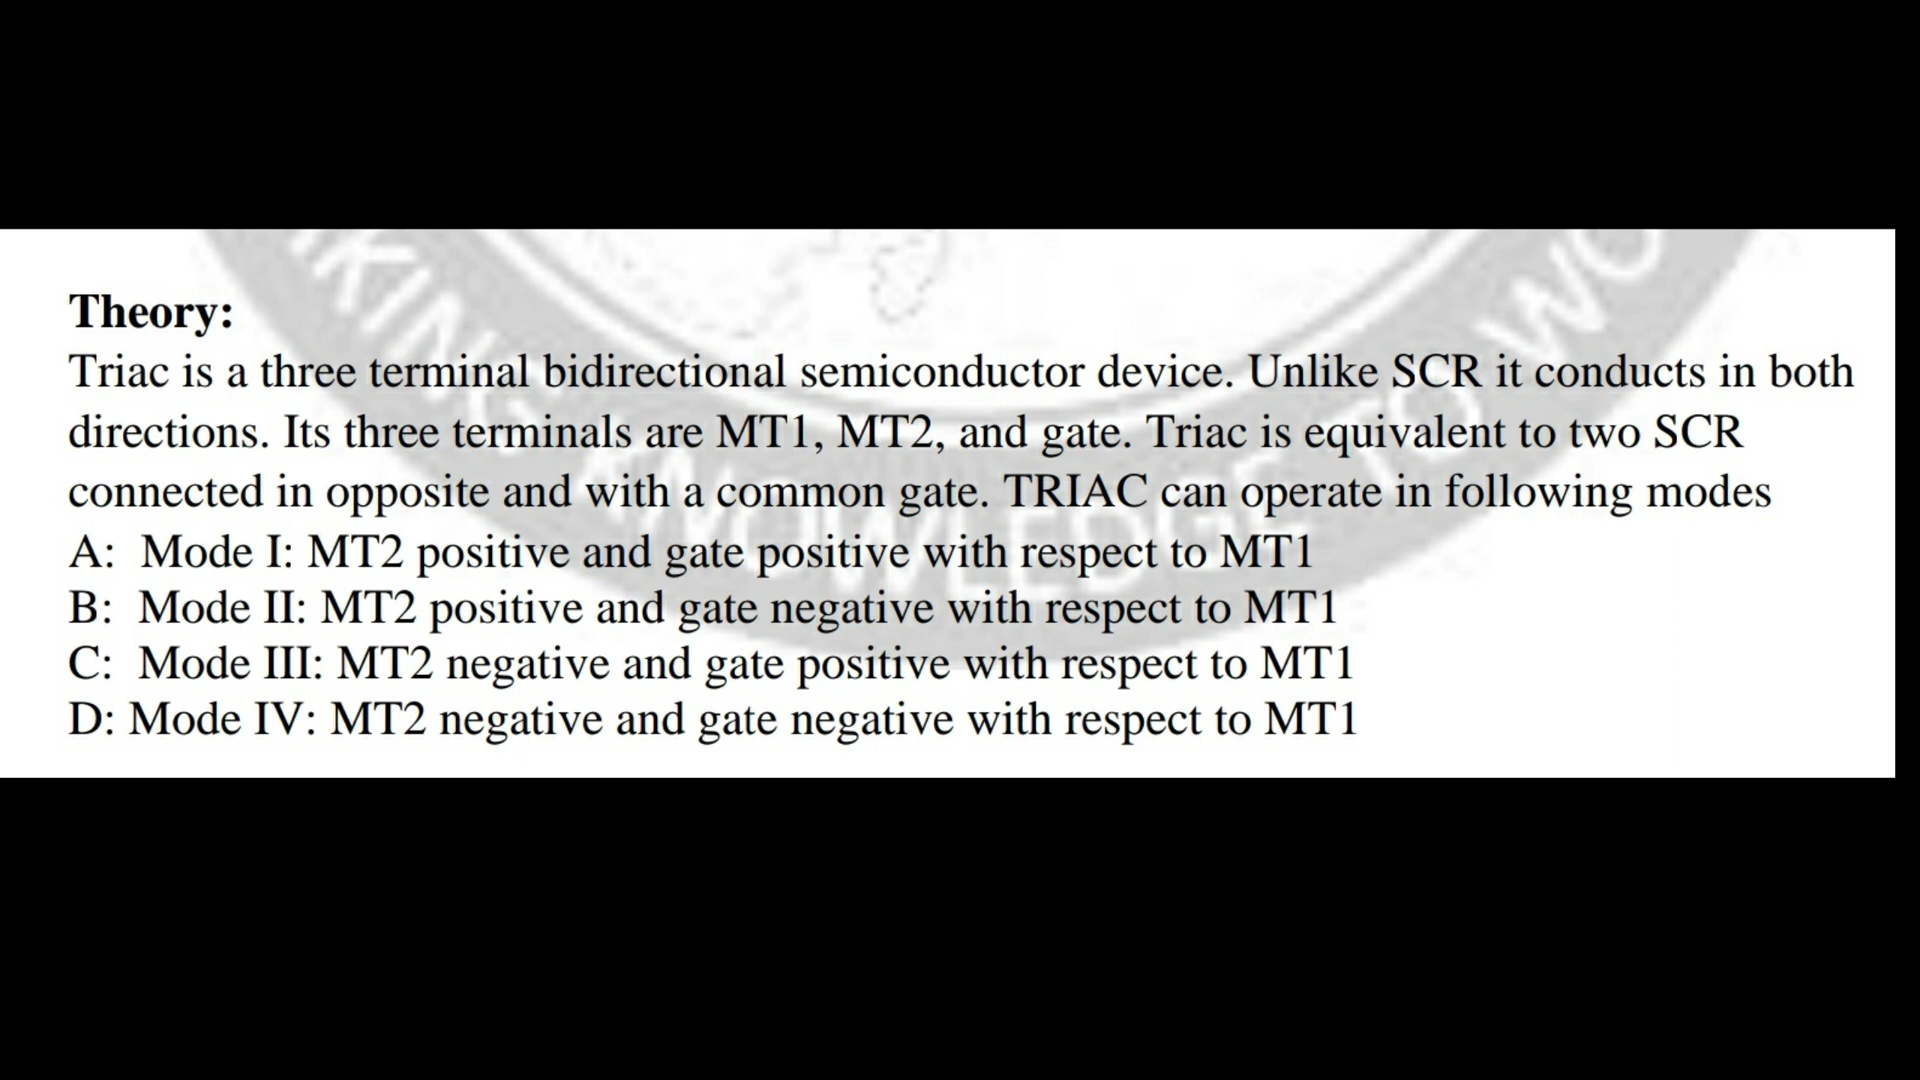 Theory:
Triac is a three terminal bidirectional semiconductor device. Unlike SCR it conducts in both
directions. Its three terminals are MT1, MT2, and gate. Triac is equivalent to two SCR
connected in opposite and with a common gate. TRIAC can operate in following modes
A: Mode I: MT2 positive and gate positive with respect to MT1
B: Mode II: MT2 positive and gate negative with respect to MT1
C: Mode III: MT2 negative and gate positive with respect to MT1
D: Mode IV: MT2 negative and gate negative with respect to MT1
KING KNOWLEDGE TO WO